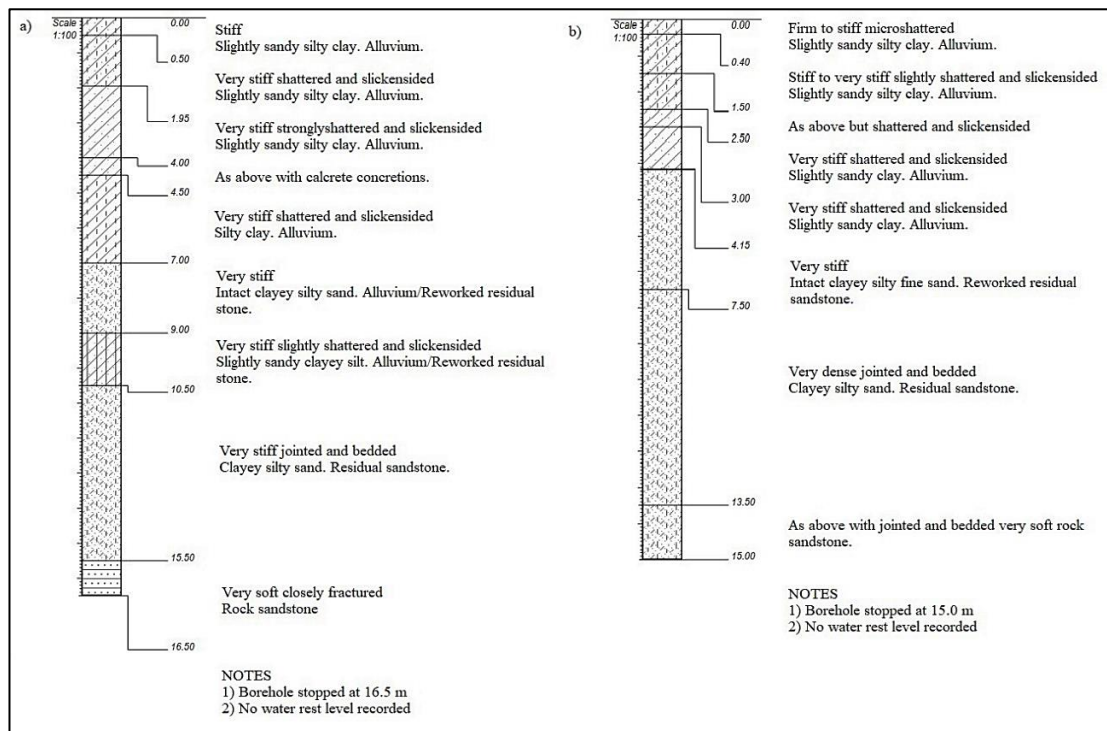 a)
Scale
1:100
0.00
Stiff
Slightly sandy silty clay. Alluvium.
0.50
Very stiff shattered and slickensided
Slightly sandy silty clay. Alluvium.
1.95
Very stiff stronglyshattered and slickensided
Slightly sandy silty clay. Alluvium.
4.00
As above with calcrete concretions.
4.50
Very stiff shattered and slickensided
Silty clay. Alluvium.
7.00
Very stiff
Intact clayey silty sand. Alluvium/Reworked residual
stone.
9.00
Very stiff slightly shattered and slickensided
Slightly sandy clayey silt. Alluvium/Reworked residual
stone.
10.50
Very stiff jointed and bedded
Clayey silty sand. Residual sandstone.
15.50
Very soft closely fractured
Rock sandstone
16.50
NOTES
1) Borehole stopped at 16.5 m
2) No water rest level recorded
b)
Scale
1:100
0.00
Firm to stiff microshattered
Slightly sandy silty clay. Alluvium.
0.40
Stiff to very stiff slightly shattered and slickensided
Slightly sandy silty clay. Alluvium.
1.50
As above but shattered and slickensided
2.50
Very stiff shattered and slickensided
Slightly sandy clay. Alluvium.
3.00
Very stiff shattered and slickensided
Slightly sandy clay. Alluvium.
4.15
Very stiff
Intact clayey silty fine sand. Reworked residual
sandstone.
7.50
Very dense jointed and bedded
Clayey silty sand. Residual sandstone.
13.50
As above with jointed and bedded very soft rock
sandstone.
15.00
NOTES
1) Borehole stopped at 15.0 m
2) No water rest level recorded